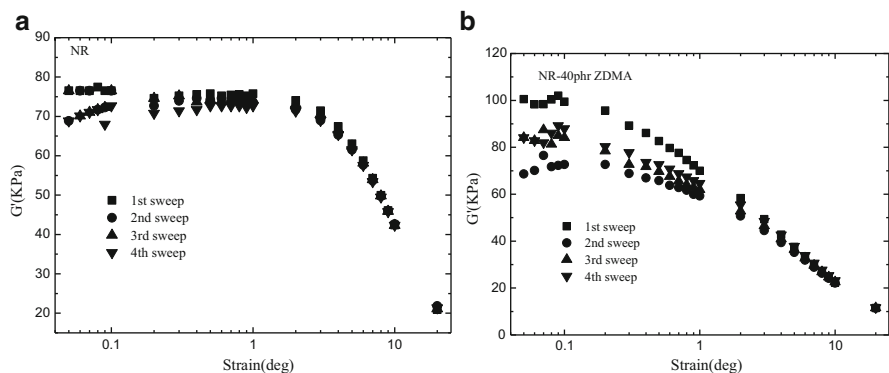 a
NR
G'(KPa)
90
80
70
60
50
40
30
20
1st sweep
2nd sweep
3rd sweep
4th sweep
0.1
1
10
Strain(deg)
b
NR-40phr ZDMA
G'(KPa)
120
100
80
60
40
20
0
1st sweep
2nd sweep
3rd sweep
4th sweep
0.1
1
10
Strain(deg)